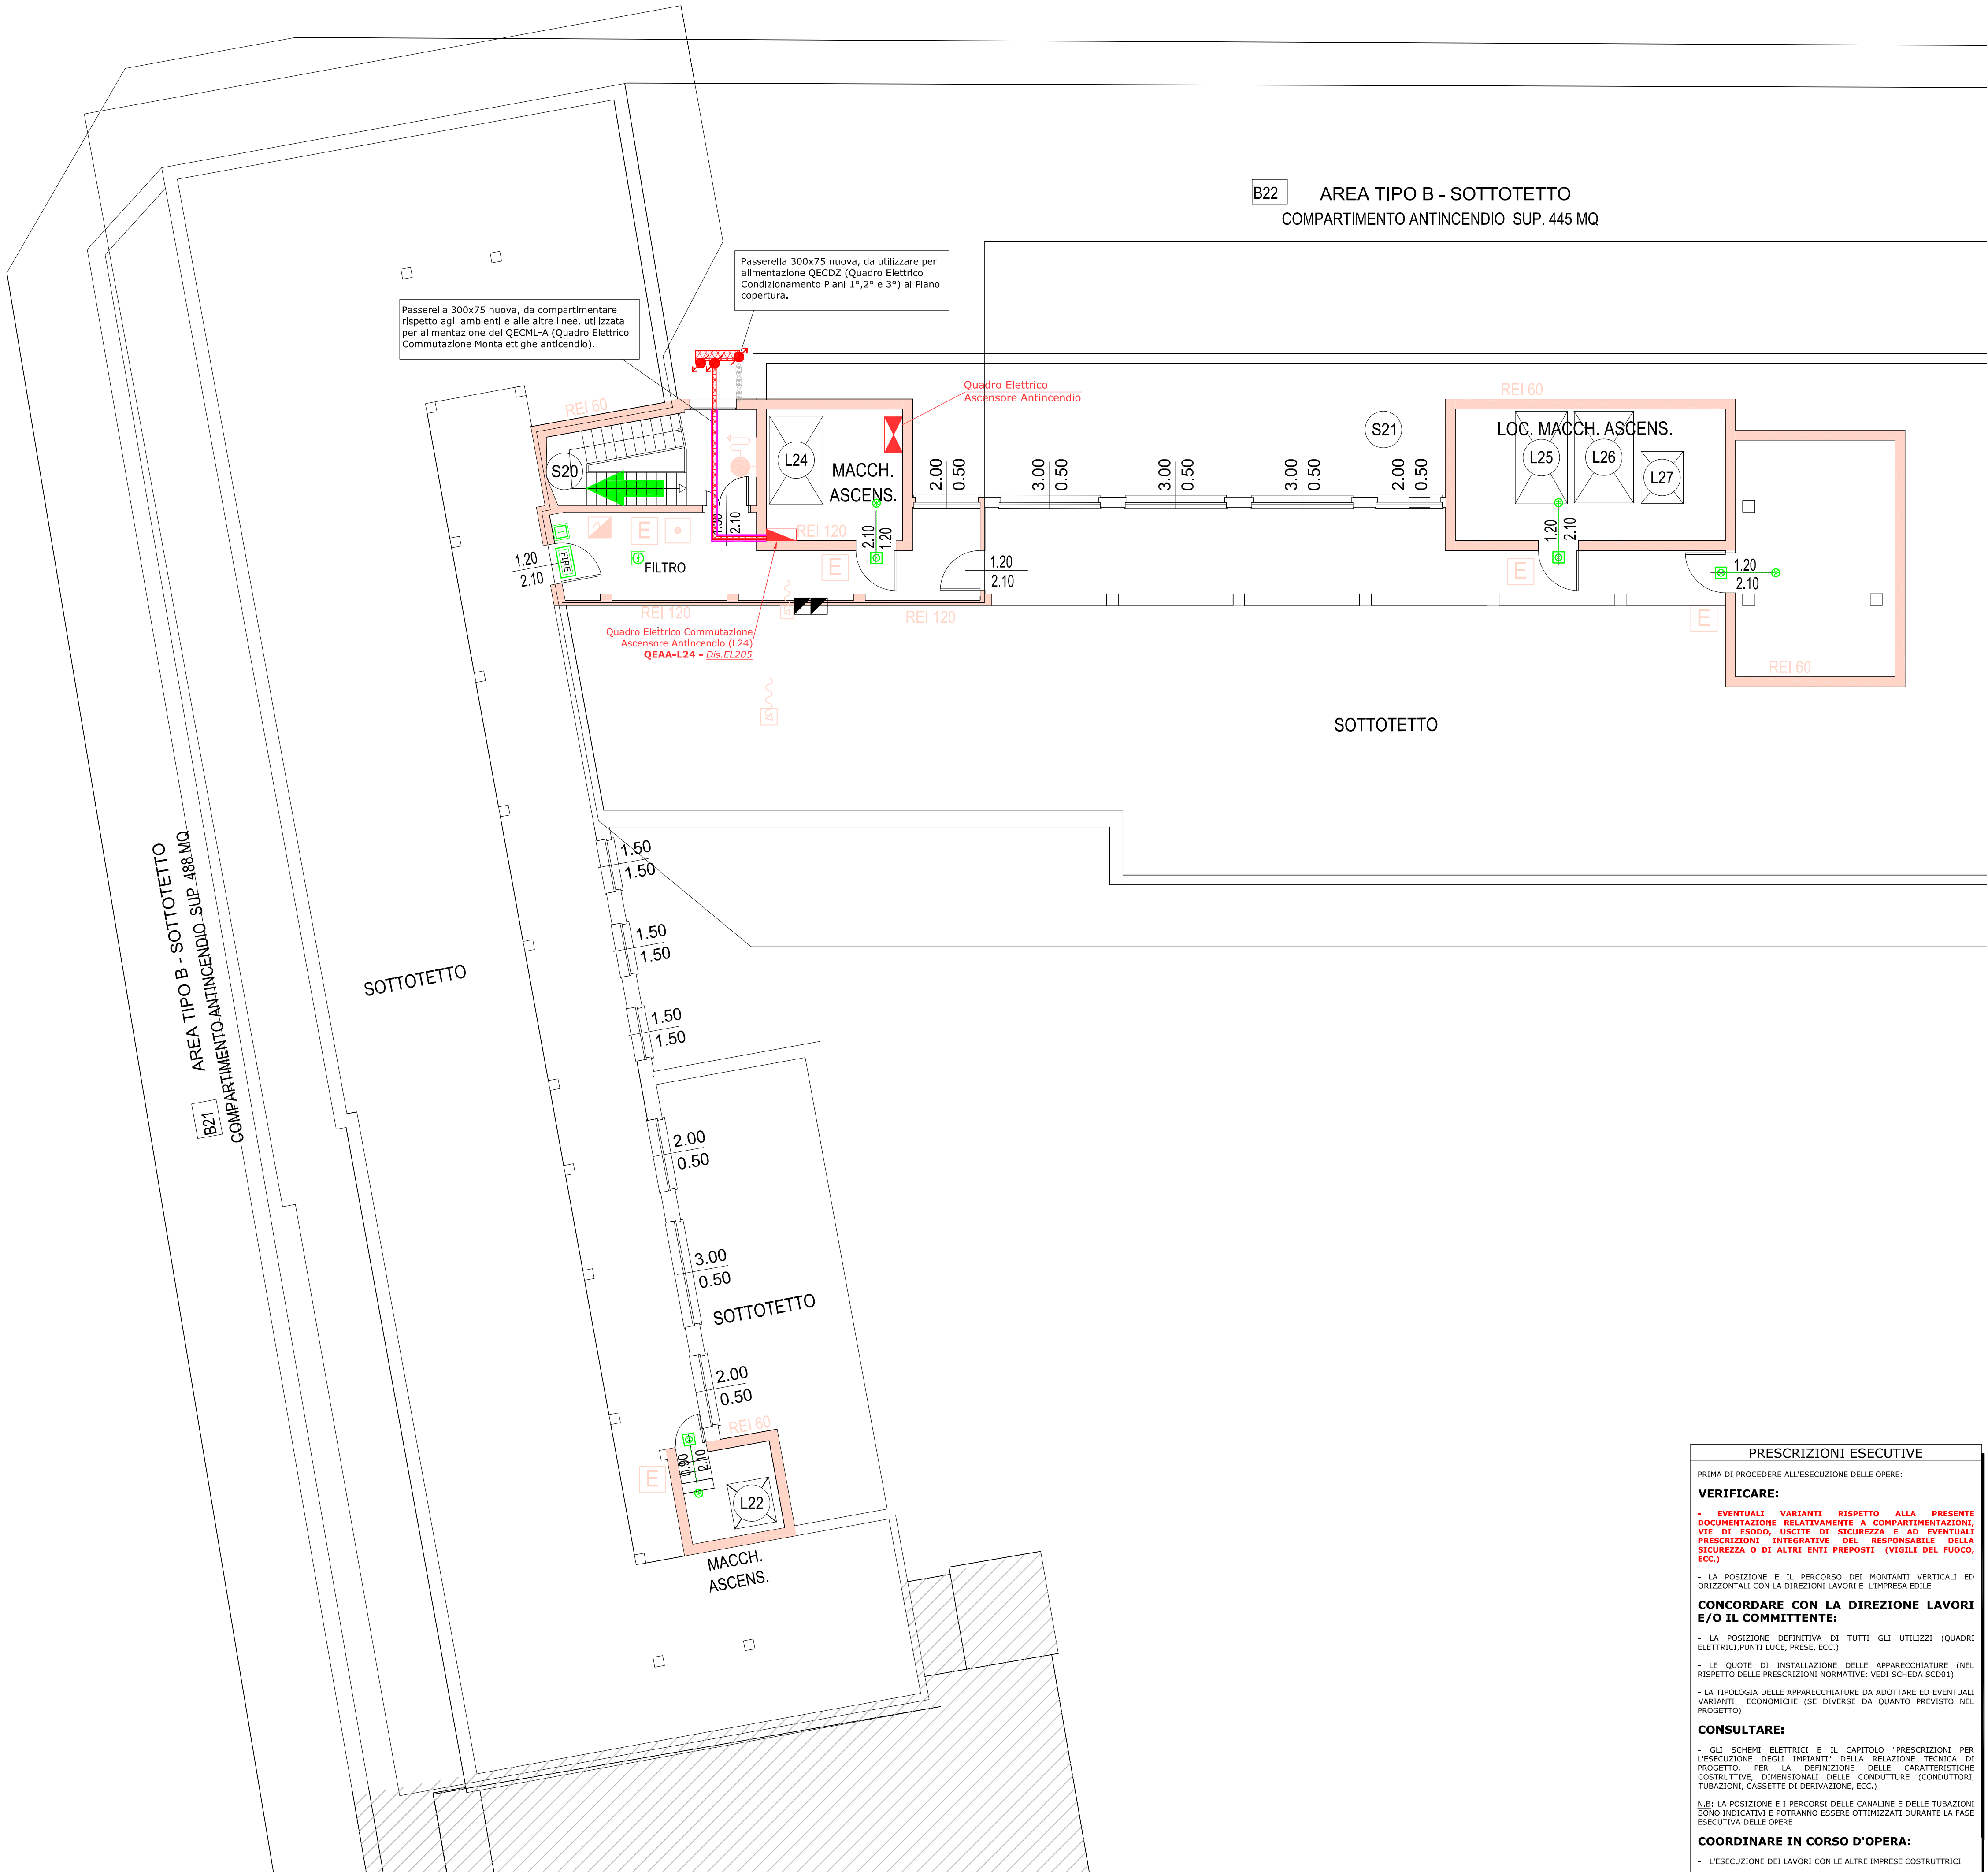 B22 AREA TIPO B - SOTTOTETTO
COMPARTIMENTO ANTINCENDIO SUP. 445 MQ
Passerella 300x75 nuova, da utilizzare per
alimentazione QECDZ (Quadro Elettrico
Condizionamento Piani 1°,2° e 3°) al Piano
copertura.
Passerella 300x75 nuova, da compartimentare
rispetto agli ambienti e alle altre linee, utilizzata
per alimentazione del QECML-A (Quadro Elettrico
Commutazione Montalettighe anticendio).
Quadro Elettrico
Ascensore Antincendio
REI 60
REI 60
S20
L24
MACCH.
ASCENS.
S21
LOC. MACCH. ASCENS.
L25
L26
L27
2.00
0.50
3.00
0.50
3.00
0.50
3.00
0.50
2.00
0.50
1.50
2.10
REI 120
2.10
1.20
1.20
2.10
E
FIRE
FILTRO
1.20
2.10
E
1.20
2.10
E
1.20
2.10
E
REI 120
REI 120
REI 60
Quadro Elettrico Commutazione
Ascensore Antincendio (L24)
QEAA-L24 - Dis.EL205
SOTTOTETTO
1.50
1.50
1.50
1.50
1.50
1.50
AREA TIPO B - SOTTOTETTO
B21
COMPARTIMENTO ANTINCENDIO SUP. 488 MQ
SOTTOTETTO
2.00
0.50
3.00
0.50
SOTTOTETTO
2.00
0.50
REI 60
0.90
2.10
E
L22
MACCH.
ASCENS.
PRESCRIZIONI ESECUTIVE
PRIMA DI PROCEDERE ALL'ESECUZIONE DELLE OPERE:
VERIFICARE:
- EVENTUALI VARIANTI RISPETTO ALLA PRESENTE
DOCUMENTAZIONE RELATIVAMENTE A COMPARTIMENTAZIONI,
VIE DI ESODO, USCITE DI SICUREZZA E AD EVENTUALI
PRESCRIZIONI INTEGRATIVE DEL RESPONSABILE DELLA
SICUREZZA O DI ALTRI ENTI PREPOSTI (VIGILI DEL FUOCO,
ECC.)
- LA POSIZIONE E IL PERCORSO DEI MONTANTI VERTICALI ED
ORIZZONTALI CON LA DIREZIONI LAVORI E L'IMPRESA EDILE
CONCORDARE CON LA DIREZIONE LAVORI
E/O IL COMMITTENTE:
- LA POSIZIONE DEFINITIVA DI TUTTI GLI UTILIZZI (QUADRI
ELETTRICI,PUNTI LUCE, PRESE, ECC.)
- LE QUOTE DI INSTALLAZIONE DELLE APPARECCHIATURE (NEL
RISPETTO DELLE PRESCRIZIONI NORMATIVE: VEDI SCHEDA SCD01)
- LA TIPOLOGIA DELLE APPARECCHIATURE DA ADOTTARE ED EVENTUALI
VARIANTI ECONOMICHE (SE DIVERSE DA QUANTO PREVISTO NEL
PROGETTO)
CONSULTARE:
- GLI SCHEMI ELETTRICI E IL CAPITOLO "PRESCRIZIONI PER
L'ESECUZIONE DEGLI IMPIANTI" DELLA RELAZIONE TECNICA DI
PROGETTO, PER LA DEFINIZIONE DELLE CARATTERISTICHE
COSTRUTTIVE, DIMENSIONALI DELLE CONDUTTURE (CONDUTTORI,
TUBAZIONI, CASSETTE DI DERIVAZIONE, ECC.)
N.B: LA POSIZIONE E I PERCORSI DELLE CANALINE E DELLE TUBAZIONI
SONO INDICATIVI E POTRANNO ESSERE OTTIMIZZATI DURANTE LA FASE
ESECUTIVA DELLE OPERE
COORDINARE IN CORSO D'OPERA:
- L'ESECUZIONE DEI LAVORI CON LE ALTRE IMPRESE COSTRUTTRICI